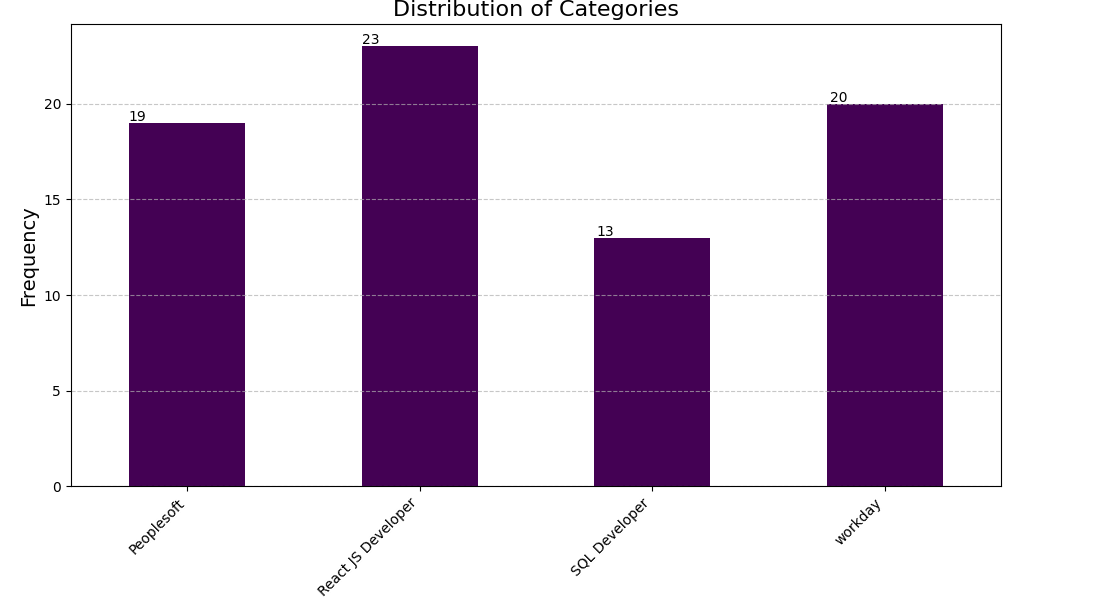 Distribution of Categories
23
20
19
13
20
15
10
5
0
Frequency
Peoplesoft
React JS Developer
SQL Developer
workday